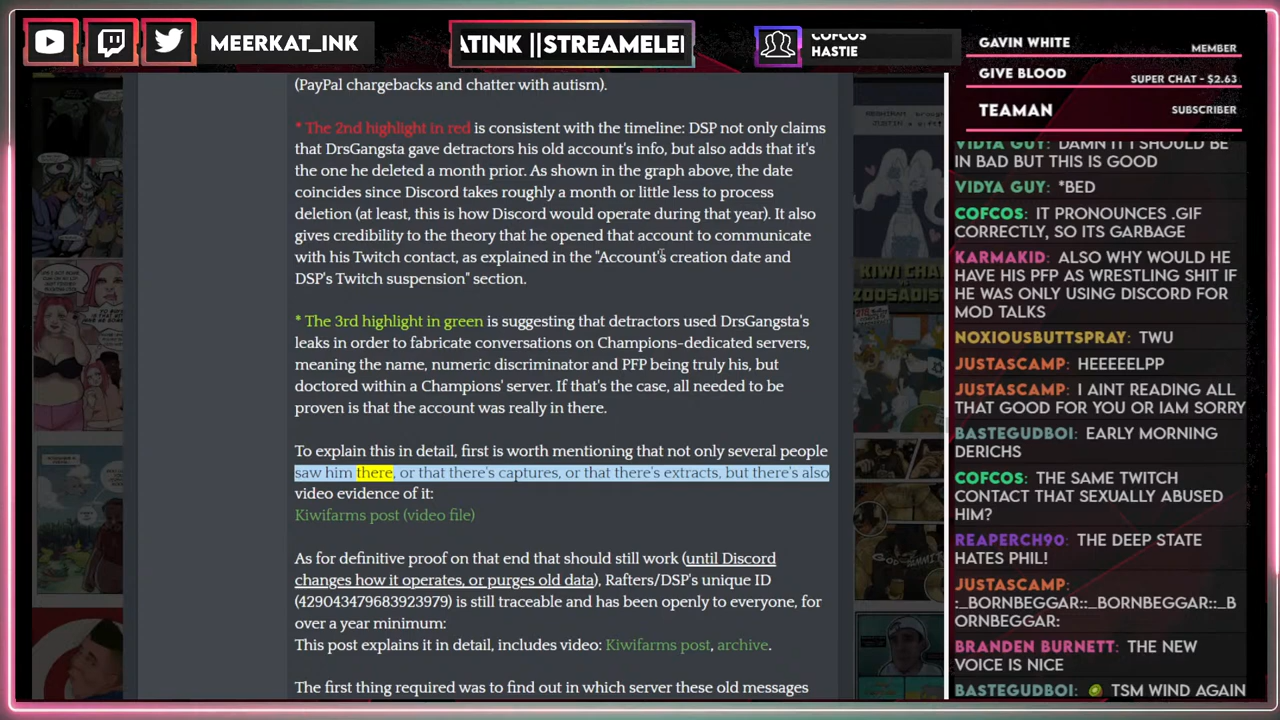 MEERKAT_INK
ATINK ||STREAMELE
COFCOS
HASTIE
GAVIN WHITE
MEMBER
GIVE BLOOD
SUPER CHAT - $2.63
TEAMAN
SUBSCRIBER
(PayPal chargebacks and chatter with autism).
* The 2nd highlight in red is consistent with the timeline: DSP not only claims
that DrsGangsta gave detractors his old account's info, but also adds that it's
the one he deleted a month prior. As shown in the graph above, the date
coincides since Discord takes roughly a month or little less to process
deletion (at least, this is how Discord would operate during that year). It also
gives credibility to the theory that he opened that account to communicate
with his Twitch contact, as explained in the "Account's creation date and
DSP's Twitch suspension" section.
* The 3rd highlight in green is suggesting that detractors used DrsGangsta's
leaks in order to fabricate conversations on Champions-dedicated servers,
meaning the name, numeric discriminator and PFP being truly his, but
doctored within a Champions' server. If that's the case, all needed to be
proven is that the account was really in there.
To explain this in detail, first is worth mentioning that not only several people
saw him there, or that there's captures, or that there's extracts, but there's also
video evidence of it:
Kiwifarms post (video file)
As for definitive proof on that end that should still work (until Discord
changes how it operates, or purges old data), Rafters/DSP's unique ID
(429043479683923979) is still traceable and has been openly to everyone, for
over a year minimum:
This post explains it in detail, includes video: Kiwifarms post, archive.
The first thing required was to find out in which server these old messages
VIDYA GUY: DAMN IT I SHOULD BE
IN BAD BUT THIS IS GOOD
VIDYA GUY: *BED
COFCOS: IT PRONOUNCES .GIF
CORRECTLY, SO ITS GARBAGE
KARMAKID: ALSO WHY WOULD HE
HAVE HIS PFP AS WRESTLING SHIT IF
HE WAS ONLY USING DISCORD FOR
MOD TALKS
NOXIOUSBUTTSPRAY: TWU
JUSTASCAMP: HEEEEELPP
JUSTASCAMP: I AINT READING ALL
THAT GOOD FOR YOU OR IAM SORRY
BASTEGUDBOI: EARLY MORNING
DERICHS
COFCOS: THE SAME TWITCH
CONTACT THAT SEXUALLY ABUSED
HIM?
REAPERCH90: THE DEEP STATE
HATES PHIL!
JUSTASCAMP:
:_BORNBEGGAR::_BORNBEGGAR::_B
ORNBEGGAR:
BRANDEN BURNETT: THE NEW
VOICE IS NICE
BASTEGUDBOI: TSM WIND AGAIN
KIWI CHA
ZOOSADIS